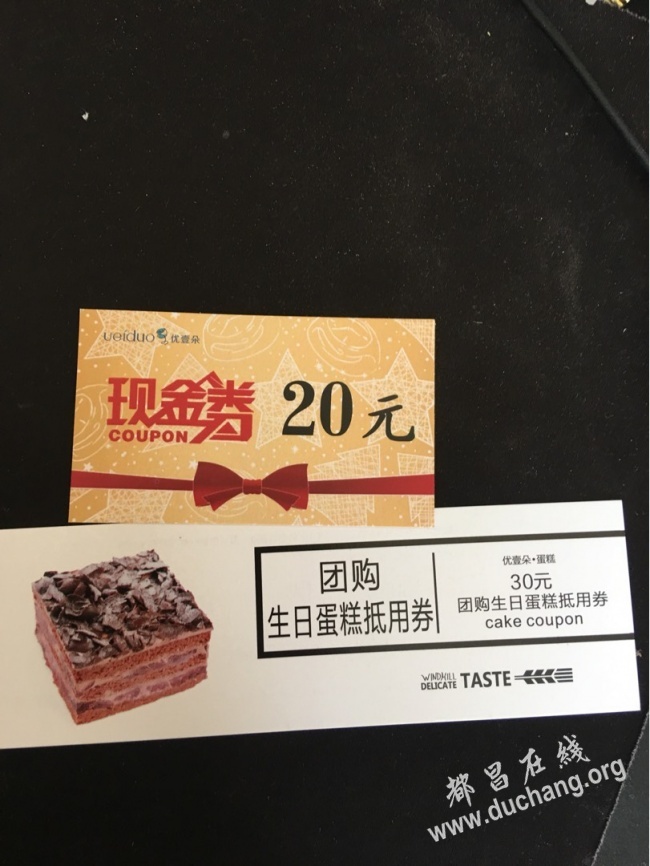 ueiduo 优壹朵
现金券
COUPON
20元
团购
生日蛋糕抵用券
优壹朵·蛋糕
30元
团购生日蛋糕抵用券
cake coupon
WINDMILL
DELICATE TASTE
都昌在线
www.duchang.org